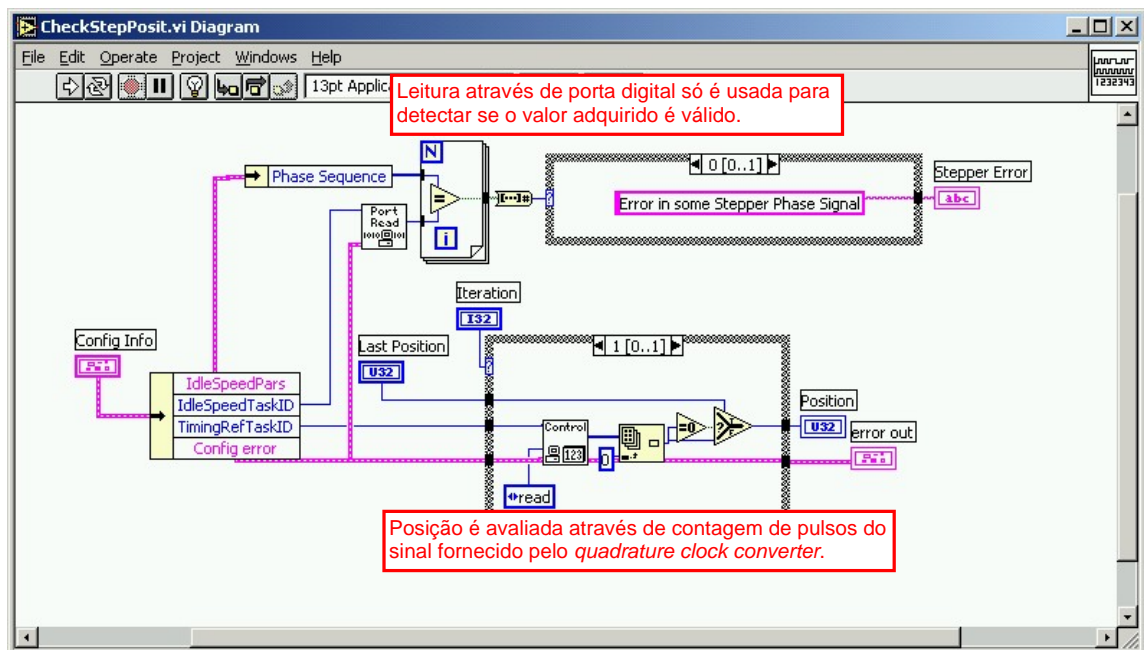 CheckStepPosit.vi Diagram
File Edit Operate Project Windows Help
13pt Applic
1232343
Leitura através de porta digital só é usada para
detectar se o valor adquirido é válido.
N
0 [0..1]
Phase Sequence
=
Stepper Error
Error in some Stepper Phase Signal
abc
Port
Read
i
Iteration
I32
Config Info
Last Position
1 [0..1]
U32
IdleSpeedPars
IdleSpeedTaskID
TimingRefTaskID
Config error
Control
123
=0
?
Position
U32
error out
0
read
Posição é avaliada através de contagem de pulsos do
sinal fornecido pelo quadrature clock converter.